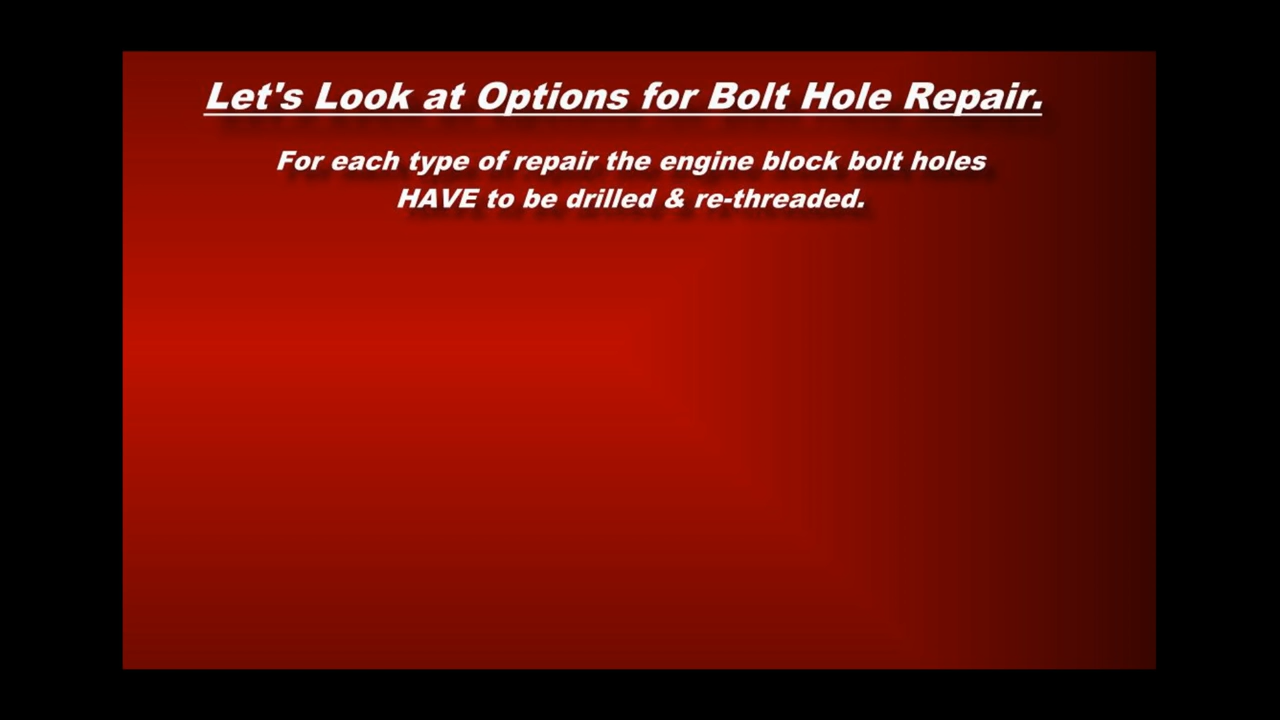 Let's Look at Options for Bolt Hole Repair.
For each type of repair the engine block bolt holes
HAVE to be drilled & re-threaded.